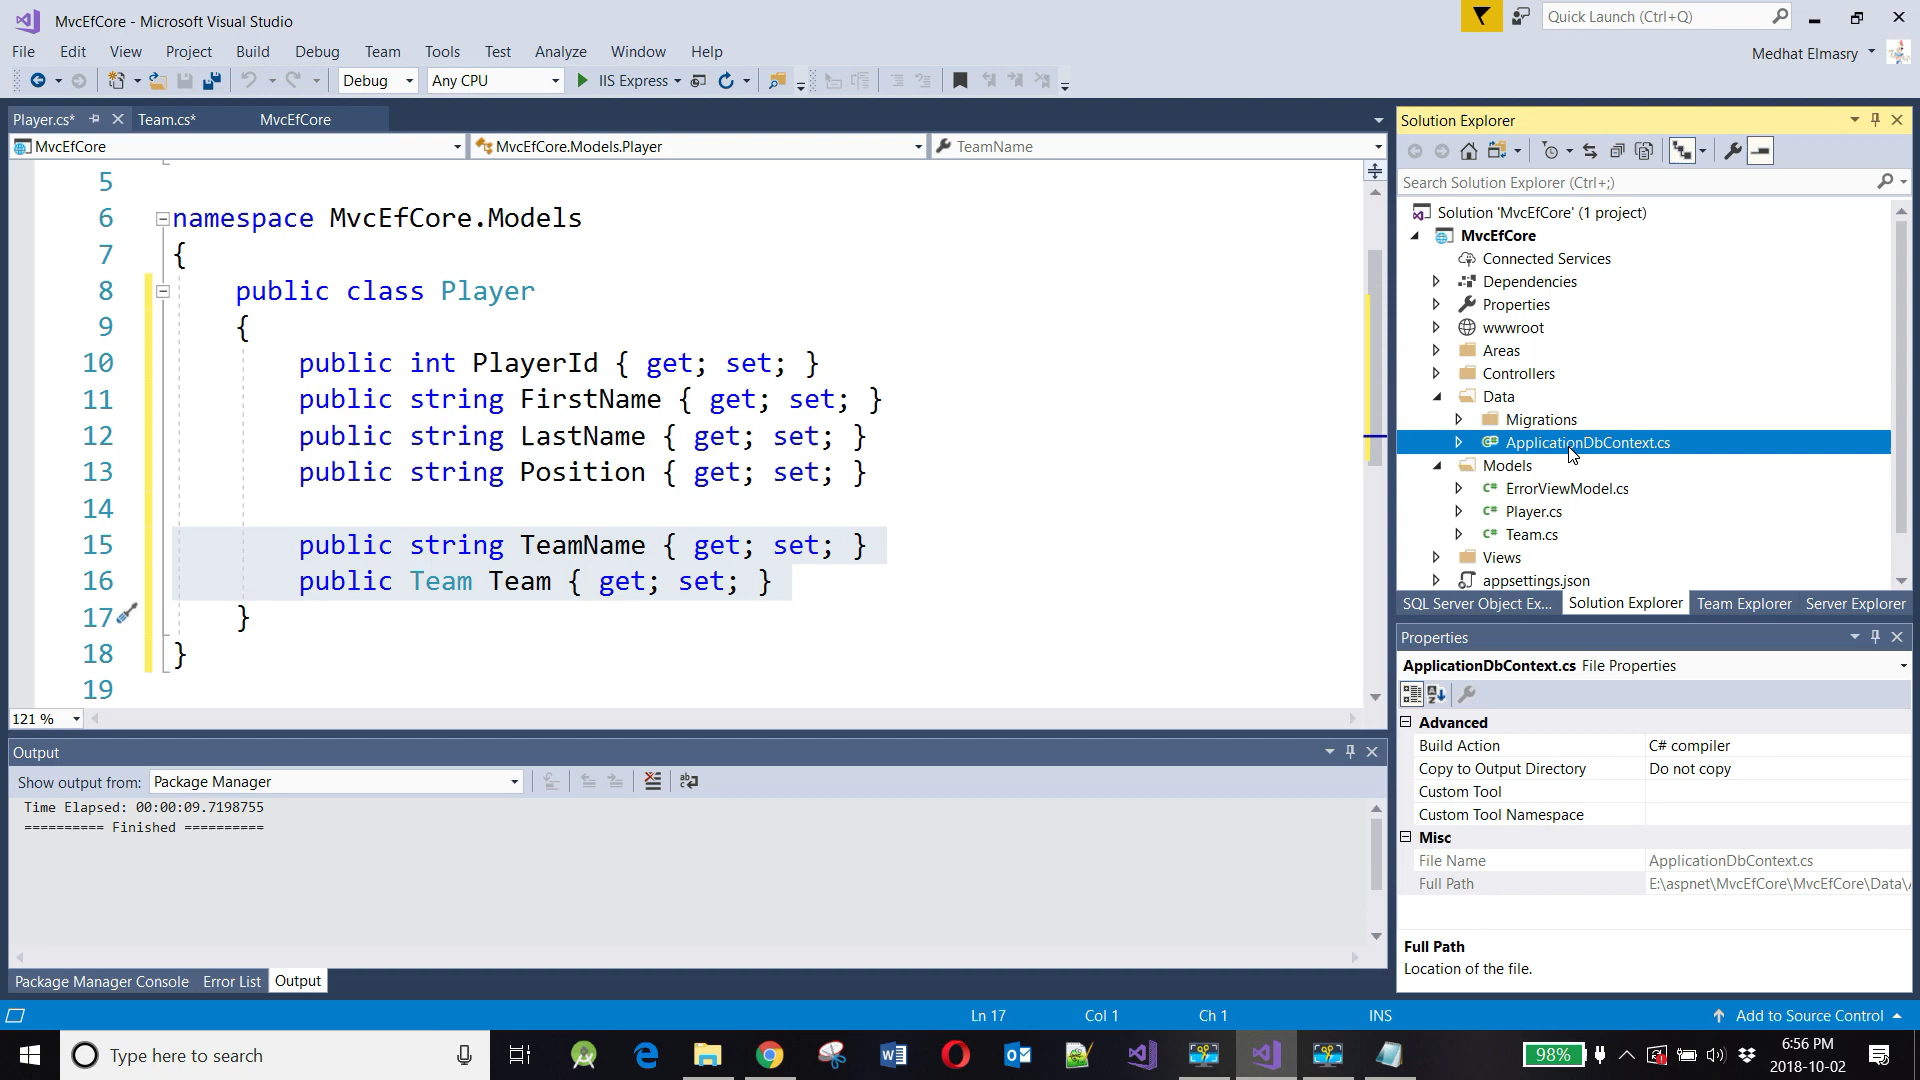 MvcEfCore - Microsoft Visual Studio
Quick Launch (Ctrl+Q)
File Edit View Project Build Debug Team Tools Test Analyze Window Help
Medhat Elmasry
Debug Any CPU IIS Express
Player.cs* Team.cs* MvcEfCore
MvcEfCore MvcEfCore.Models.Player TeamName
5
6 namespace MvcEfCore.Models
7 {
8 public class Player
9 {
10 public int PlayerId { get; set; }
11 public string FirstName { get; set; }
12 public string LastName { get; set; }
13 public string Position { get; set; }
14
15 public string TeamName { get; set; }
16 public Team Team { get; set; }
17 }
18 }
19
121 %
Output
Show output from: Package Manager
Time Elapsed: 00:00:09.7198755
========== Finished ==========
Package Manager Console Error List Output
Solution Explorer
Search Solution Explorer (Ctrl+;)
Solution 'MvcEfCore' (1 project)
MvcEfCore
Connected Services
Dependencies
Properties
wwwroot
Areas
Controllers
Data
Migrations
ApplicationDbContext.cs
Models
C# ErrorViewModel.cs
C# Player.cs
C# Team.cs
Views
appsettings.json
SQL Server Object Ex... Solution Explorer Team Explorer Server Explorer
Properties
ApplicationDbContext.cs File Properties
Advanced
Build Action C# compiler
Copy to Output Directory Do not copy
Custom Tool
Custom Tool Namespace
Misc
File Name ApplicationDbContext.cs
Full Path E:\aspnet\MvcEfCore\MvcEfCore\Data\
Full Path
Location of the file.
Ln 17 Col 1 Ch 1 INS Add to Source Control
Type here to search
98%
6:56 PM
2018-10-02